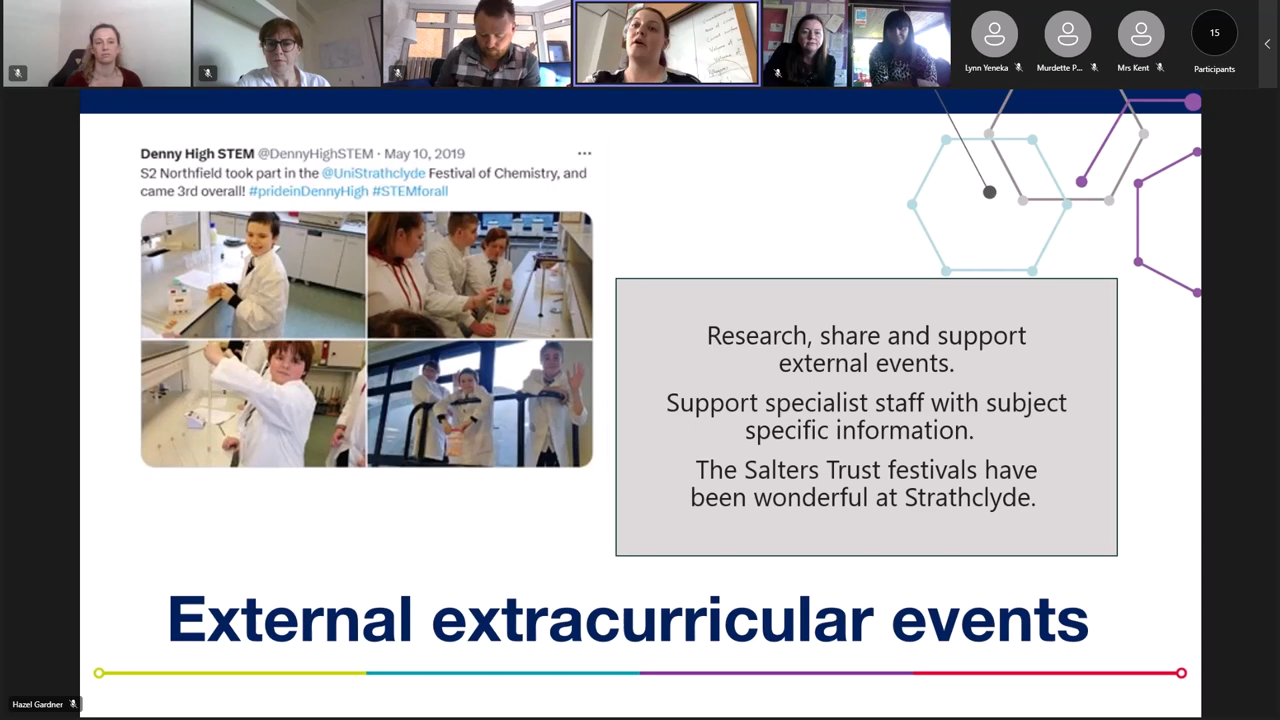 Lynn Yeneka
Murdette P...
Mrs Kent
15
Participants
Denny High STEM @DennyHighSTEM · May 10, 2019
S2 Northfield took part in the @UniStrathclyde Festival of Chemistry, and
came 3rd overall! #prideinDennyHigh #STEMforall
Research, share and support
external events.
Support specialist staff with subject
specific information.
The Salters Trust festivals have
been wonderful at Strathclyde.
External extracurricular events
Hazel Gardner